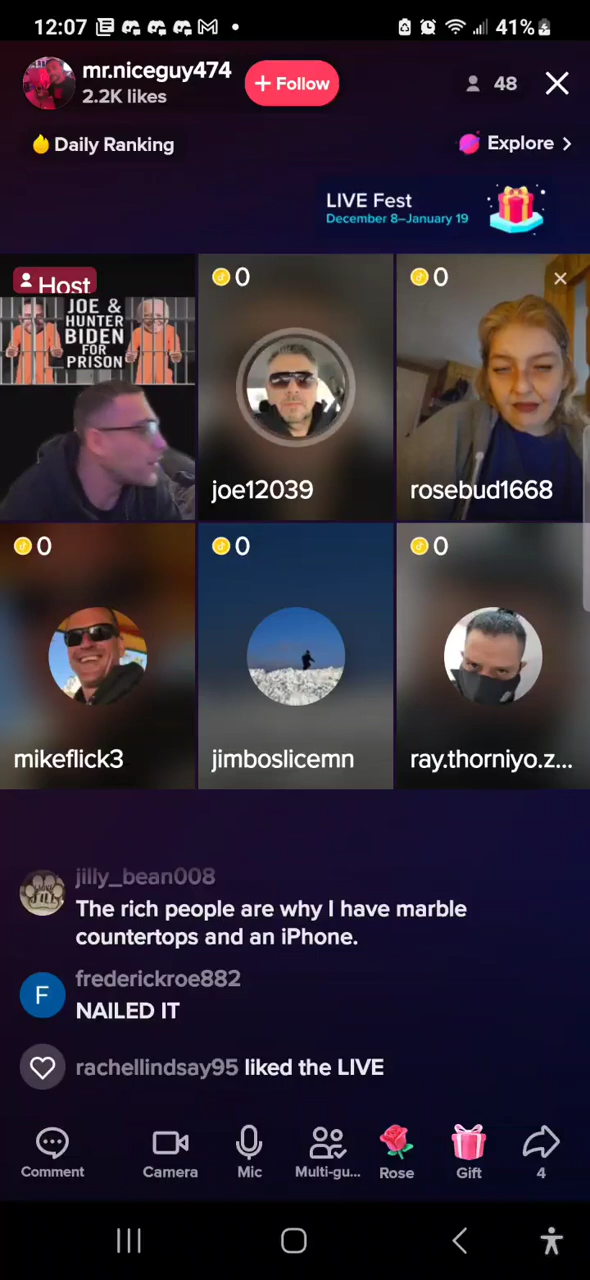 12:07
41%
mr.niceguy474
2.2K likes
+ Follow
48
Daily Ranking
Explore >
LIVE Fest
December 8–January 19
Host
JOE &
HUNTER
BIDEN
FOR
PRISON
0
joe12039
0
rosebud1668
0
mikeflick3
0
jimboslicemn
0
ray.thorniyo.z...
jilly_bean008
The rich people are why I have marble
countertops and an iPhone.
F
frederickroe882
NAILED IT
rachellindsay95 liked the LIVE
Comment
Camera
Mic
Multi-gu...
Rose
Gift
4